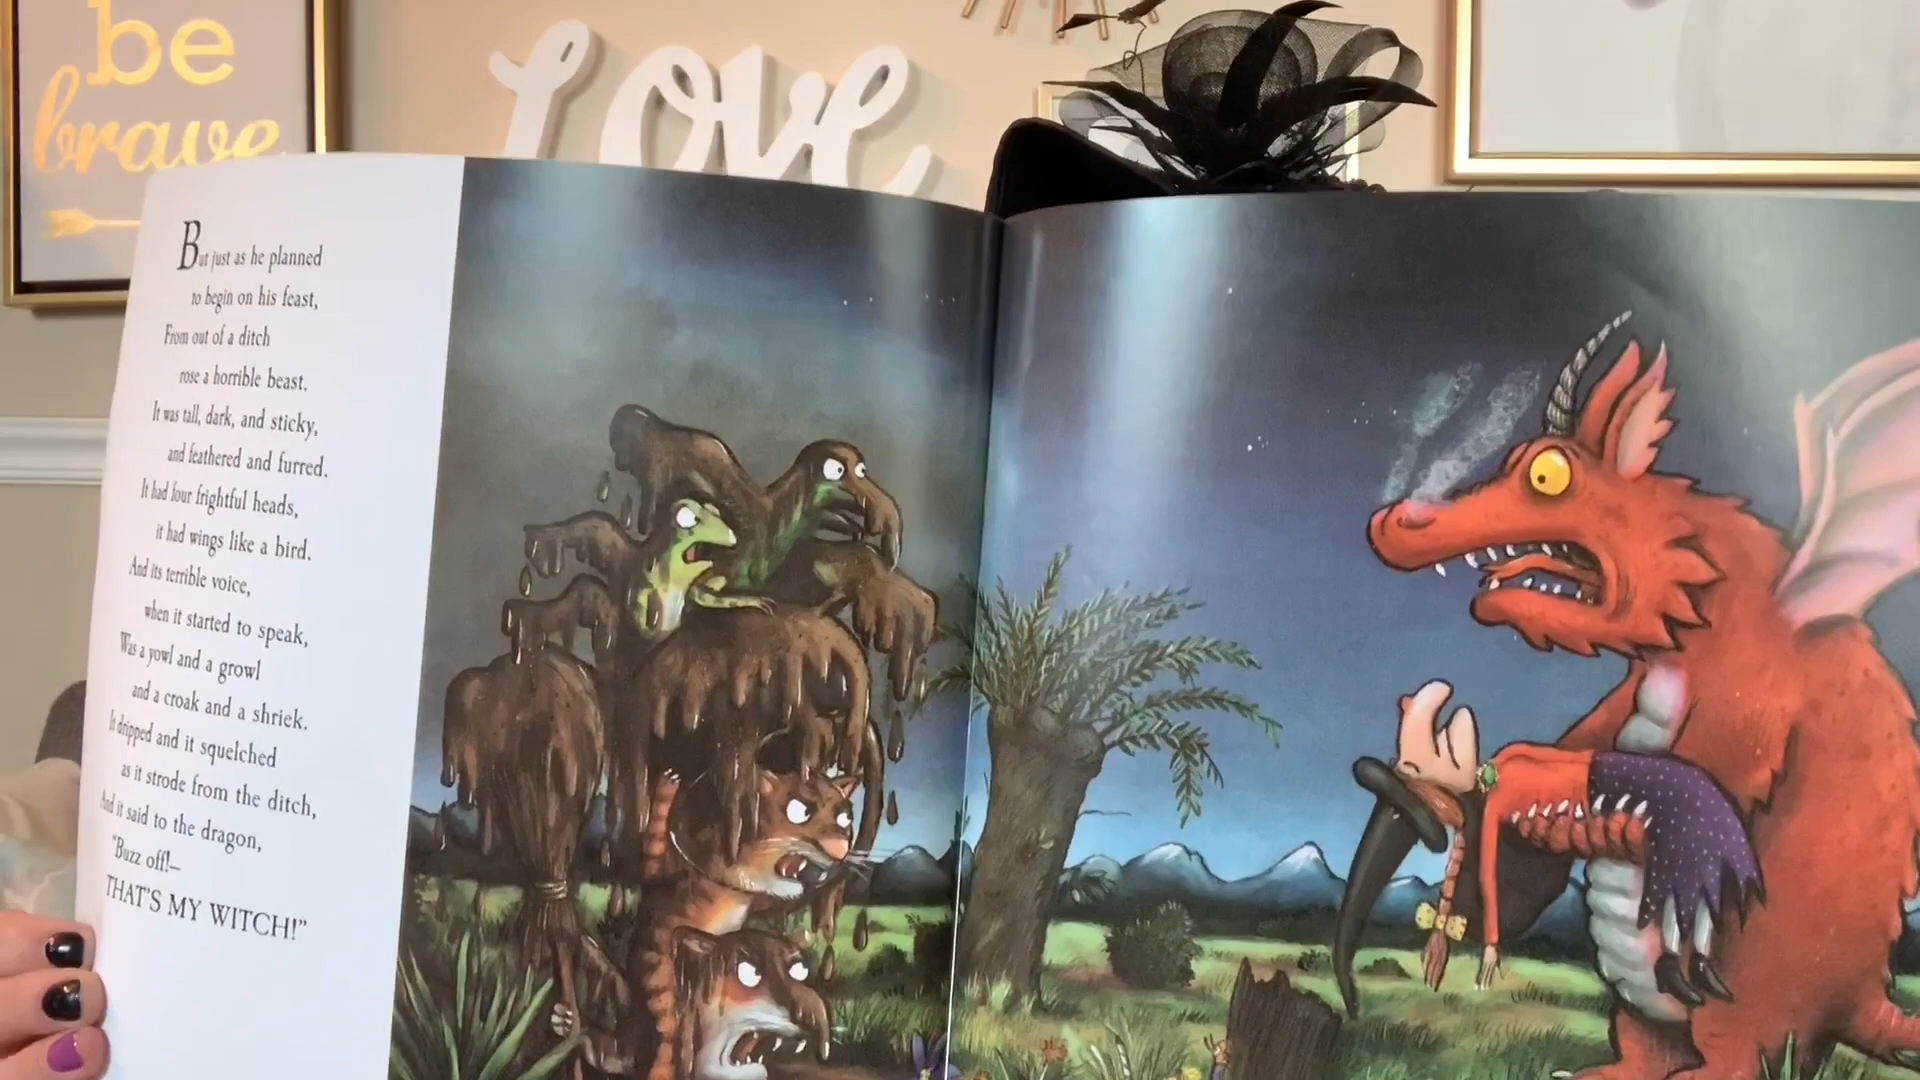 be
brave
LOVE
But just as he planned
to begin on his feast,
From out of a ditch
rose a horrible beast.
It was tall, dark, and sticky,
and feathered and furred.
It had four frightful heads,
it had wings like a bird.
And its terrible voice,
when it started to speak,
Was a yowl and a growl
and a croak and a shriek.
It dripped and it squelched
as it strode from the ditch,
And it said to the dragon,
"Buzz off!–
THAT'S MY WITCH!"